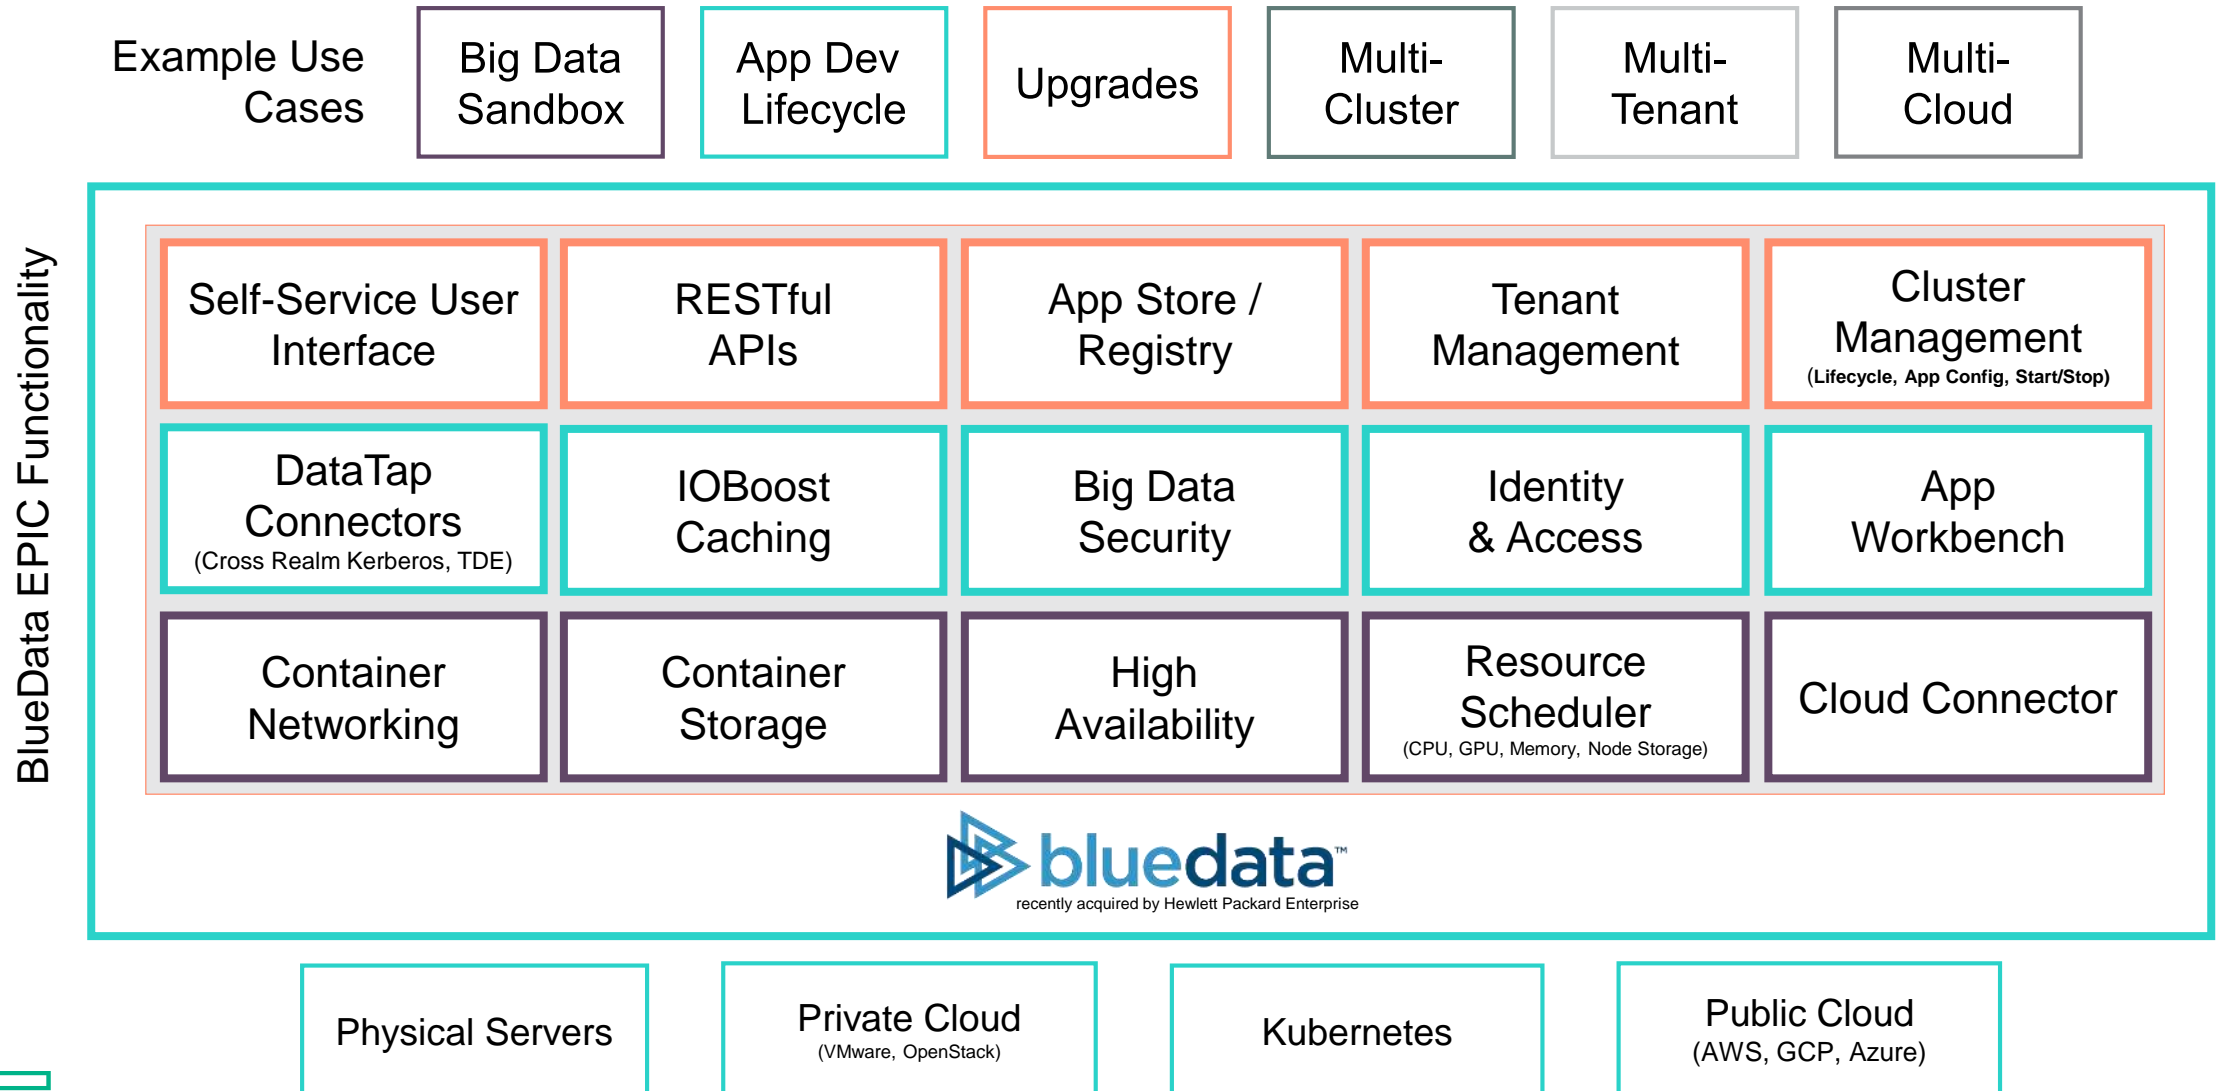 Example Use
Cases
Big Data
Sandbox
App Dev
Lifecycle
Upgrades
Multi-
Cluster
Multi-
Tenant
Multi-
Cloud
BlueData EPIC Functionality
Self-Service User
Interface
RESTful
APIs
App Store /
Registry
Tenant
Management
Cluster
Management
(Lifecycle, App Config, Start/Stop)
DataTap
Connectors
(Cross Realm Kerberos, TDE)
IOBoost
Caching
Big Data
Security
Identity
& Access
App
Workbench
Container
Networking
Container
Storage
High
Availability
Resource
Scheduler
(CPU, GPU, Memory, Node Storage)
Cloud Connector
bluedata™
recently acquired by Hewlett Packard Enterprise
Physical Servers
Private Cloud
(VMware, OpenStack)
Kubernetes
Public Cloud
(AWS, GCP, Azure)